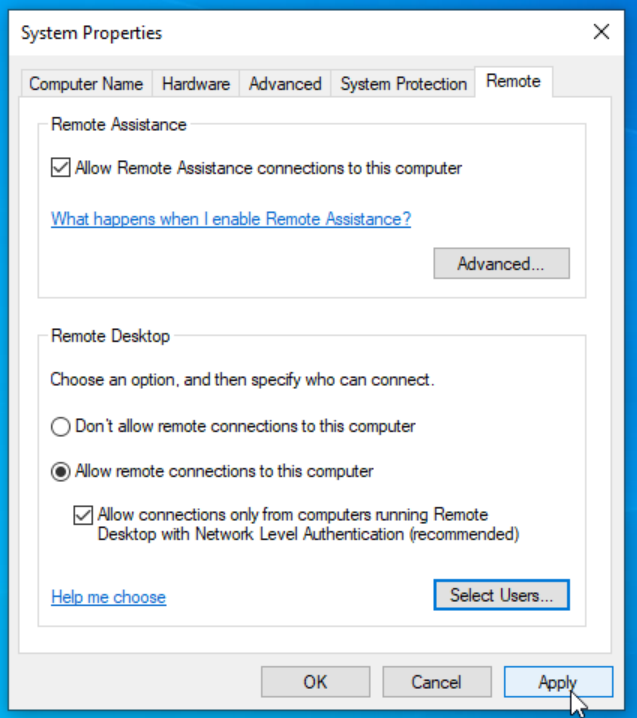 System Properties
Computer Name
Hardware
Advanced
System Protection
Remote
Remote Assistance
Allow Remote Assistance connections to this computer
What happens when I enable Remote Assistance?
Advanced...
Remote Desktop
Choose an option, and then specify who can connect.
Don't allow remote connections to this computer
Allow remote connections to this computer
Allow connections only from computers running Remote
Desktop with Network Level Authentication (recommended)
Help me choose
Select Users...
OK
Cancel
Apply